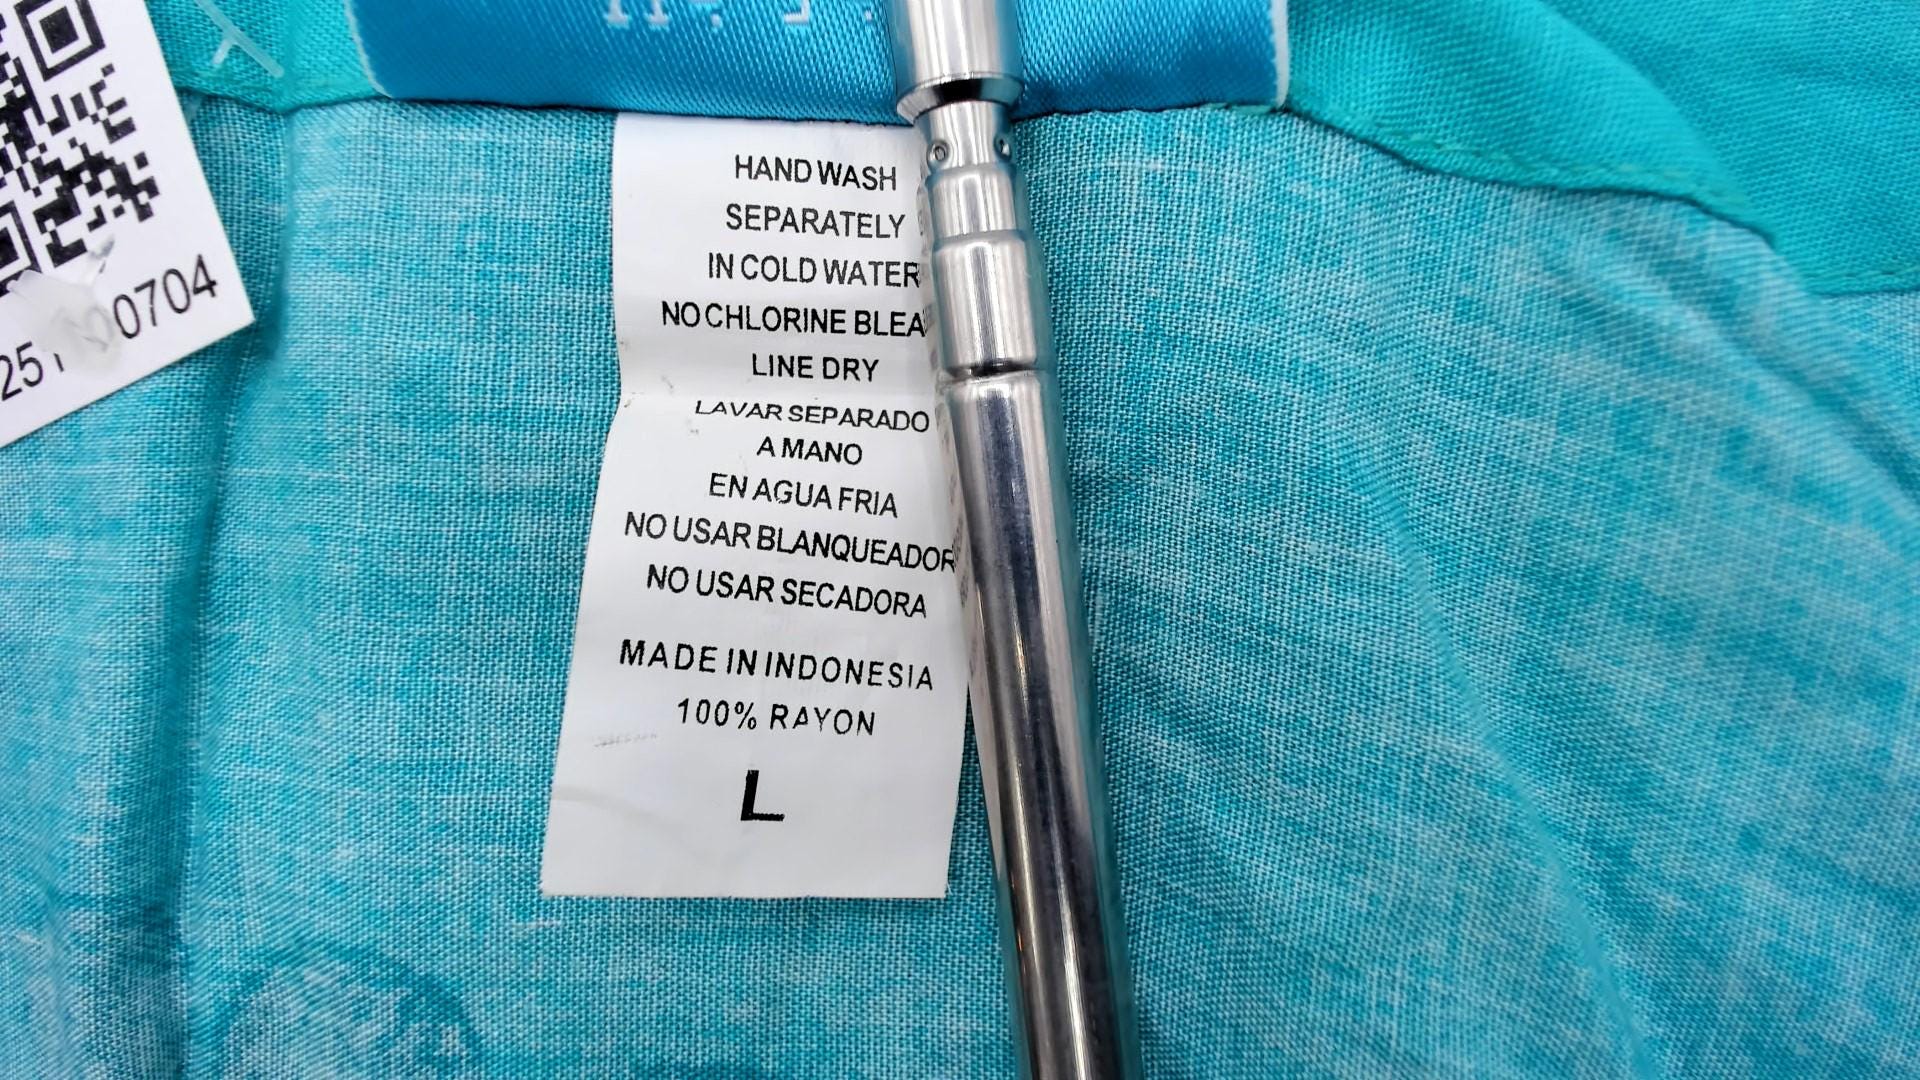 HAND WASH
SEPARATELY
IN COLD WATER
NO CHLORINE BLEA
LINE DRY
LAVAR SEPARADO
A MANO
EN AGUA FRIA
NO USAR BLANQUEADOR
NO USAR SECADORA
MADE IN INDONESIA
100% RAYON
L